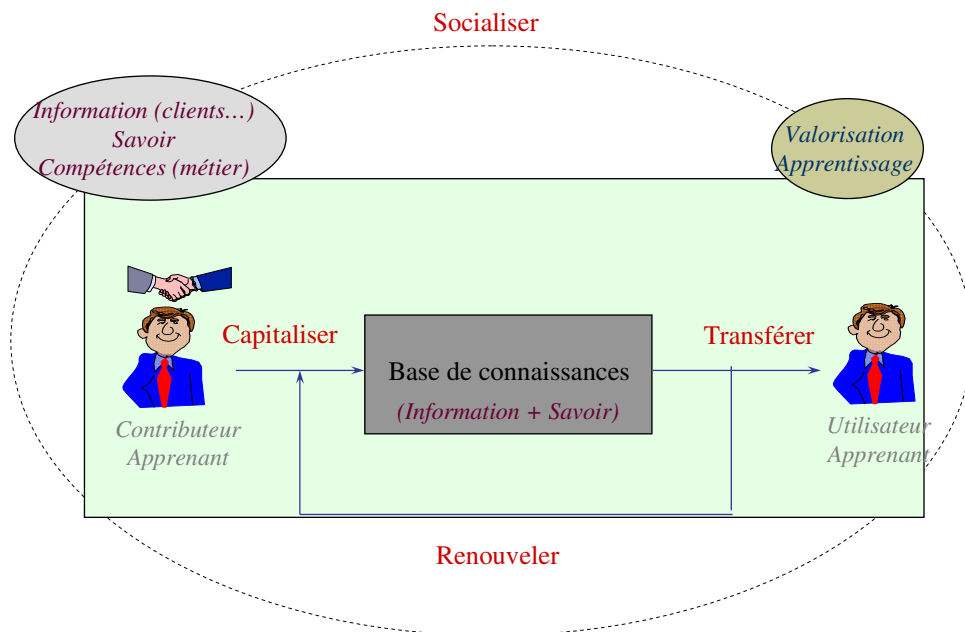 Socialiser
Information (clients…)
Savoir
Compétences (métier)
Valorisation
Apprentissage
Capitaliser
Transférer
Base de connaissances
(Information + Savoir)
Contributeur
Apprenant
Utilisateur
Apprenant
Renouveler